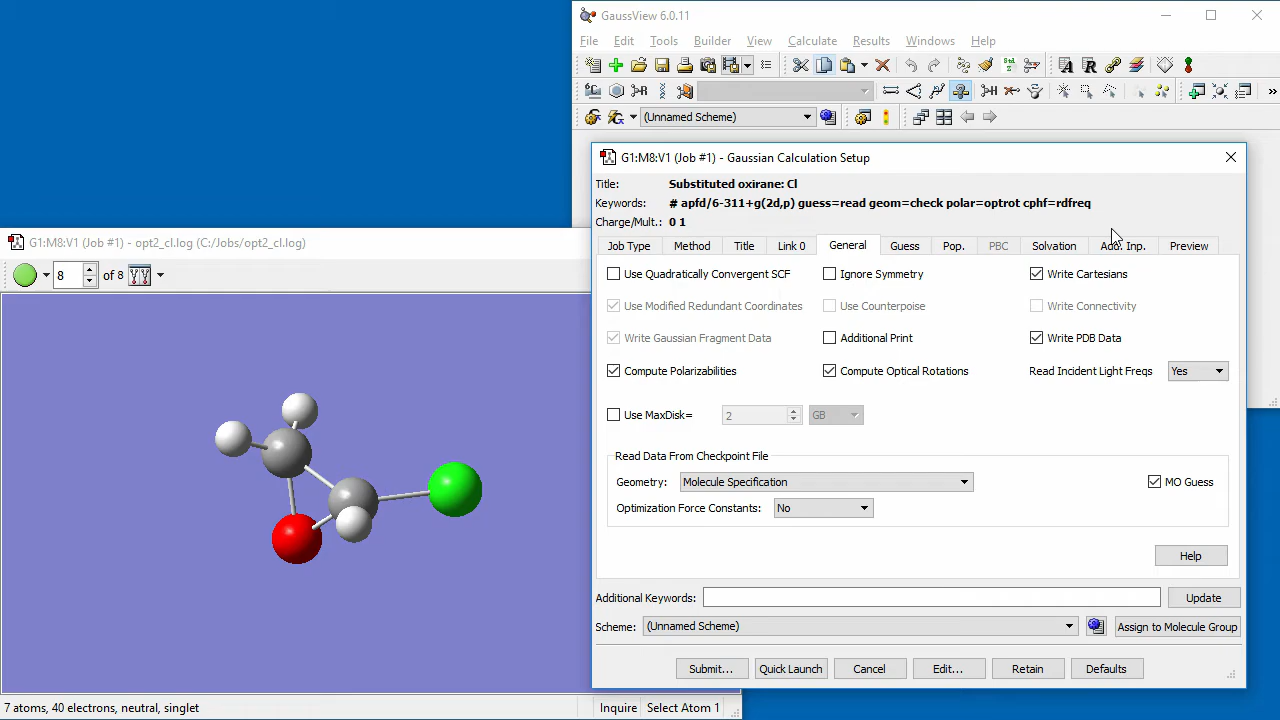 GaussView 6.0.11
File Edit Tools Builder View Calculate Results Windows Help
(Unnamed Scheme)
G1:M8:V1 (Job #1) - Gaussian Calculation Setup
Title: Substituted oxirane: Cl
Keywords: # apfd/6-311+g(2d,p) guess=read geom=check polar=optrot cphf=rdfreq
Charge/Mult.: 0 1
Job Type Method Title Link 0 General Guess Pop. PBC Solvation Add. Inp. Preview
Use Quadratically Convergent SCF Ignore Symmetry Write Cartesians
Use Modified Redundant Coordinates Use Counterpoise Write Connectivity
Write Gaussian Fragment Data Additional Print Write PDB Data
Compute Polarizabilities Compute Optical Rotations Read Incident Light Freqs Yes
Use MaxDisk= 2 GB
Read Data From Checkpoint File
Geometry: Molecule Specification MO Guess
Optimization Force Constants: No
Help
Additional Keywords: Update
Scheme: (Unnamed Scheme) Assign to Molecule Group
Submit... Quick Launch Cancel Edit... Retain Defaults
G1:M8:V1 (Job #1) - opt2_cl.log (C:/Jobs/opt2_cl.log)
8 of 8
7 atoms, 40 electrons, neutral, singlet Inquire Select Atom 1